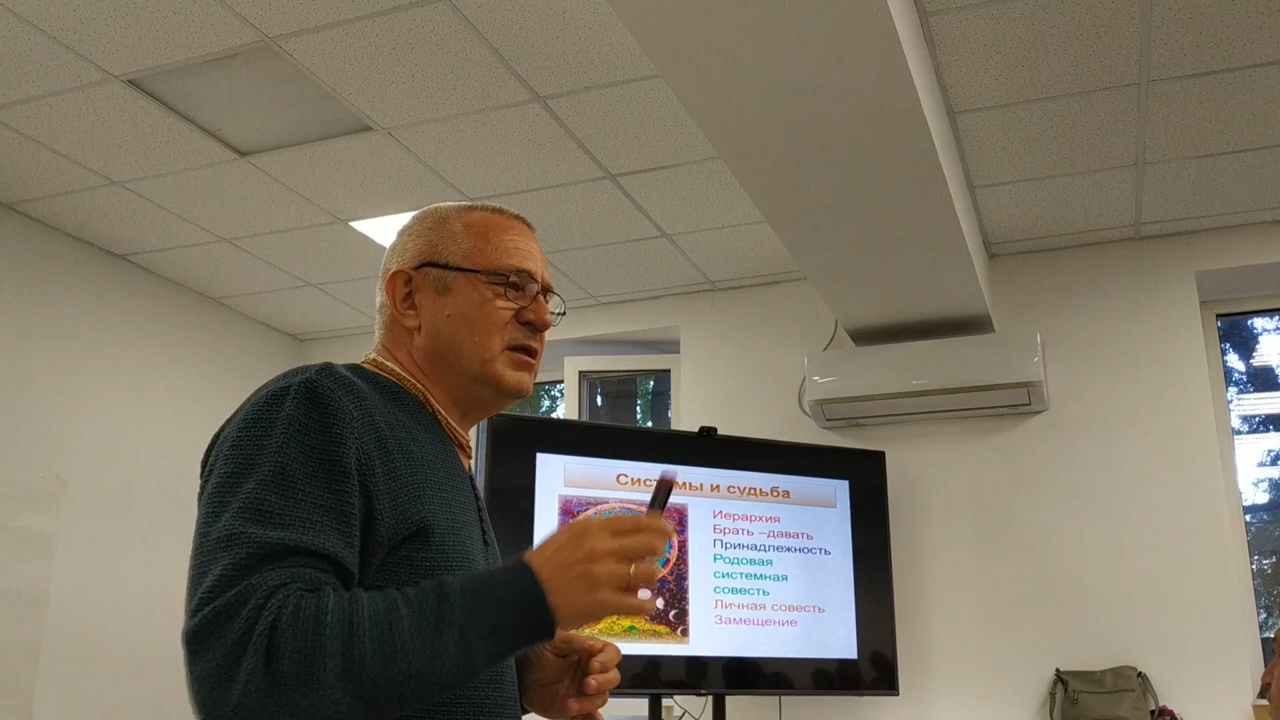 Системы и судьба
Иерархия
Брать –давать
Принадлежность
Родовая
системная
совесть
Личная совесть
Замещение